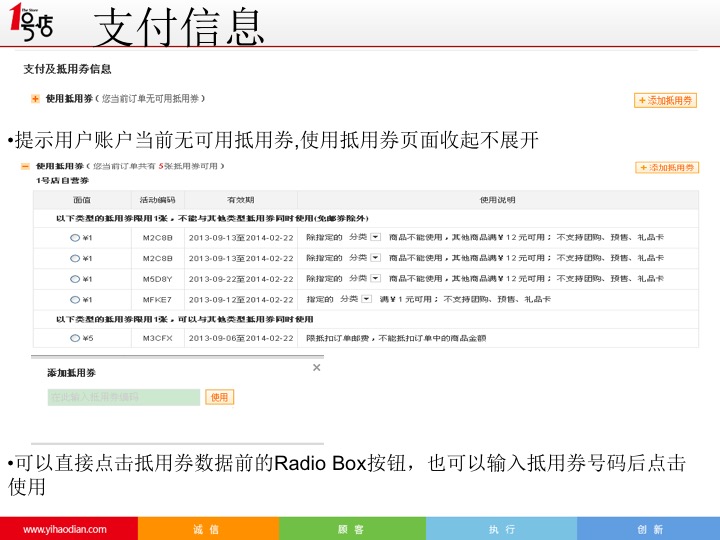 The Store
1号店
支付信息
支付及抵用券信息
使用抵用券（您当前订单无可用抵用券）
+添加抵用券
•提示用户账户当前无可用抵用券,使用抵用券页面收起不展开
使用抵用券（您当前订单共有 5张抵用券可用）
+添加抵用券
1号店自营券
面值 活动编码 有效期 使用说明
以下类型的抵用券限用1张，不能与其他类型抵用券同时使用(免邮券除外)
¥1 M2C8B 2013-09-13至2014-02-22 除指定的 分类 商品不能使用，其他商品满¥12元可用； 不支持团购、预售、礼品卡
¥1 M2C8B 2013-09-13至2014-02-22 除指定的 分类 商品不能使用，其他商品满¥12元可用； 不支持团购、预售、礼品卡
¥1 M5D8Y 2013-09-22至2014-02-22 除指定的 分类 商品不能使用，其他商品满¥12元可用； 不支持团购、预售、礼品卡
¥1 MFKE7 2013-09-12至2014-02-22 指定的 分类 满¥1元可用； 不支持团购、预售、礼品卡
以下类型的抵用券限用1张，可以与其他类型抵用券同时使用
¥5 M3CFX 2013-09-06至2014-02-22 限抵扣订单邮费，不能抵扣订单中的商品金额
添加抵用券
在此输入抵用券编码 使用
•可以直接点击抵用券数据前的Radio Box按钮，也可以输入抵用券号码后点击
使用
www.yihaodian.com 诚 信 顾 客 执 行 创 新